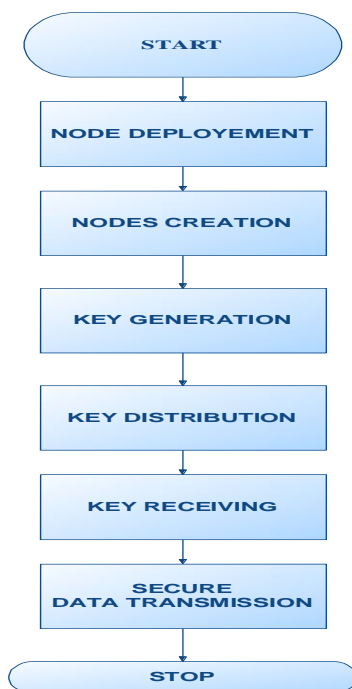 START
NODE DEPLOYEMENT
NODES CREATION
KEY GENERATION
KEY DISTRIBUTION
KEY RECEIVING
SECURE
DATA TRANSMISSION
STOP